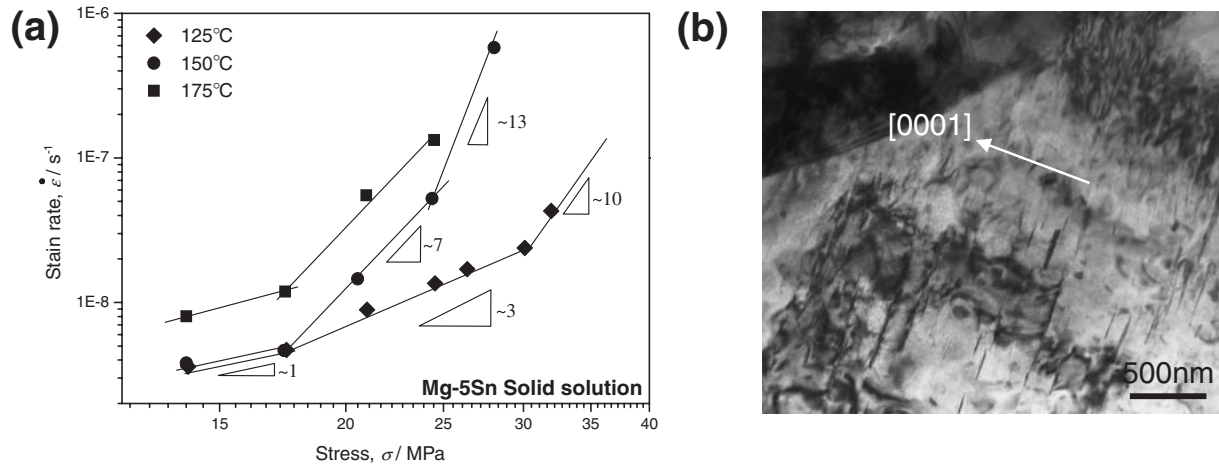 (a)
1E-6
1E-7
1E-8
Stain rate, ε̇ / s⁻¹
125℃
150℃
175℃
~13
~10
~7
~3
~1
Mg-5Sn Solid solution
15
20
25
30
35
40
Stress, σ / MPa
(b)
[0001]
500nm